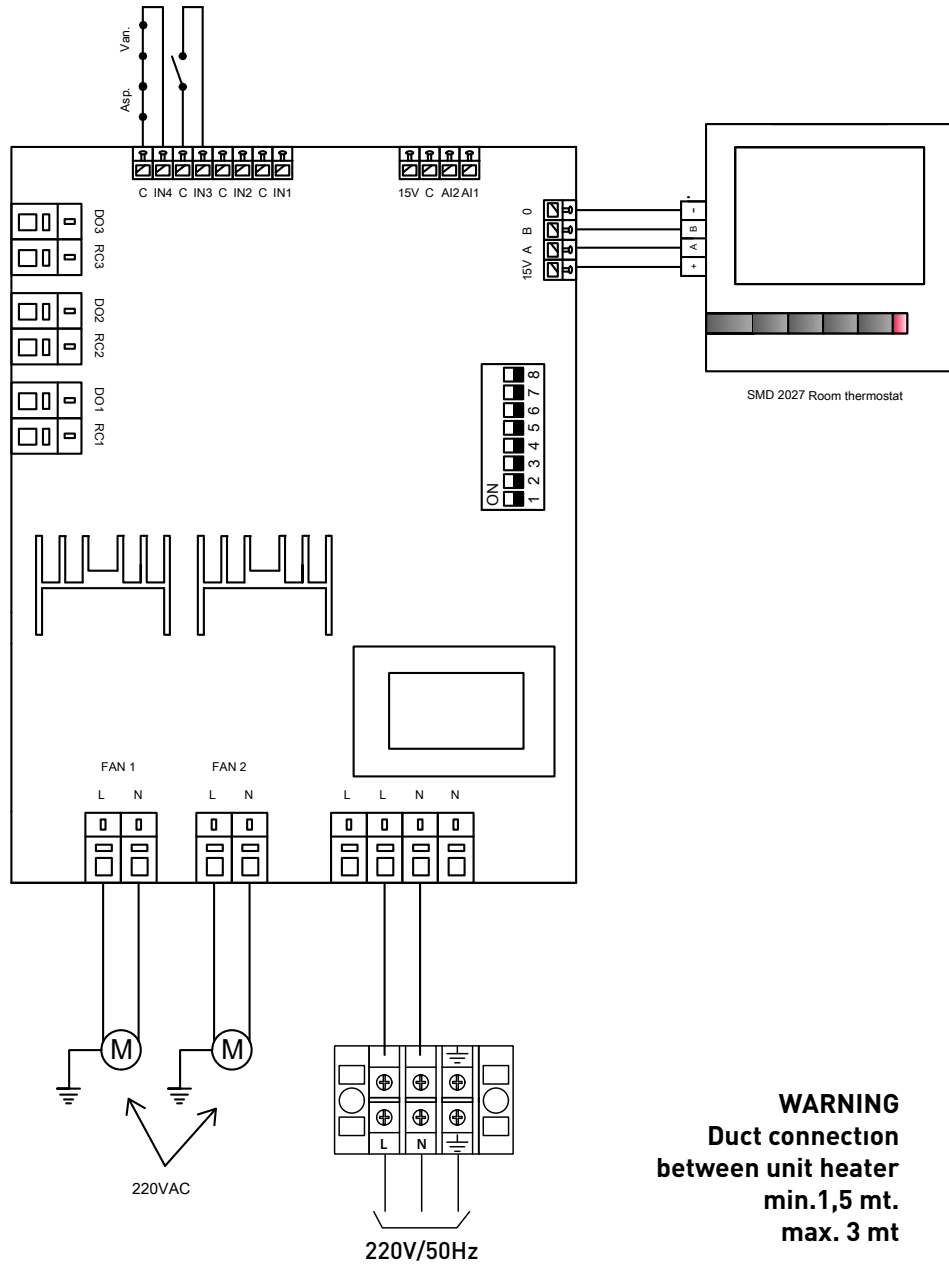 Van.
Asp.
C IN4 C IN3 C IN2 C IN1
15V C AI2 AI1
15V A B 0
-
B
A
+
SMD 2027 Room thermostat
DO3
RC3
DO2
RC2
DO1
RC1
ON
1 2 3 4 5 6 7 8
FAN 1
FAN 2
L N
L N
L L N N
M
M
220VAC
L N
220V/50Hz
WARNING
Duct connectıon
between unit heater
min.1,5 mt.
max. 3 mt